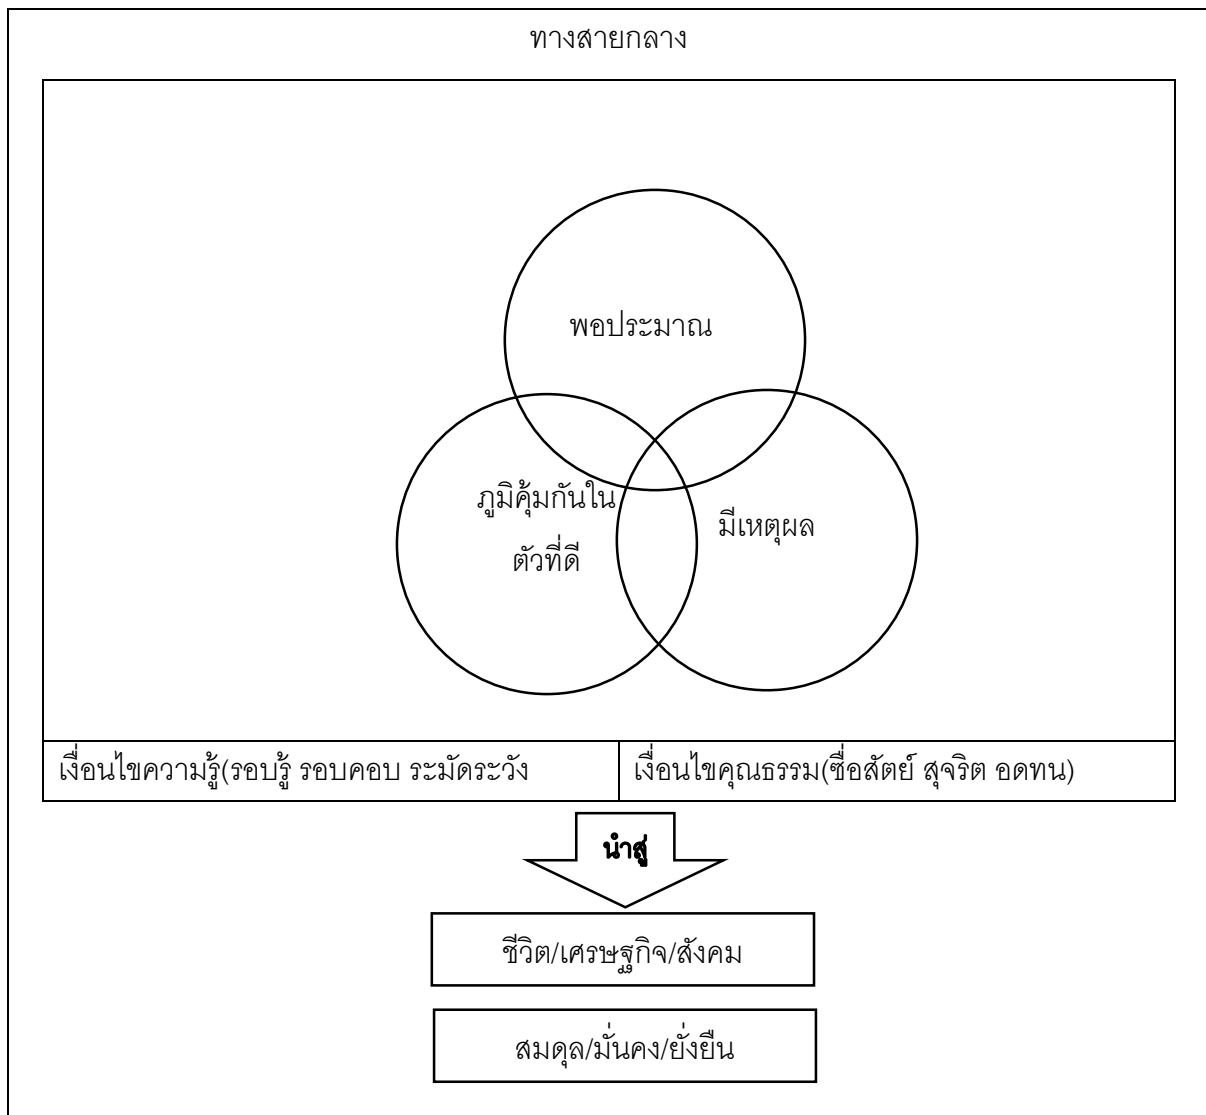 ทางสายกลาง
พอประมาณ
ภูมิคุ้มกันใน
ตัวที่ดี
มีเหตุผล
เงื่อนไขความรู้(รอบรู้ รอบคอบ ระมัดระวัง
เงื่อนไขคุณธรรม(ซื่อสัตย์ สุจริต อดทน)
นำสู่
ชีวิต/เศรษฐกิจ/สังคม
สมดุล/มั่นคง/ยั่งยืน